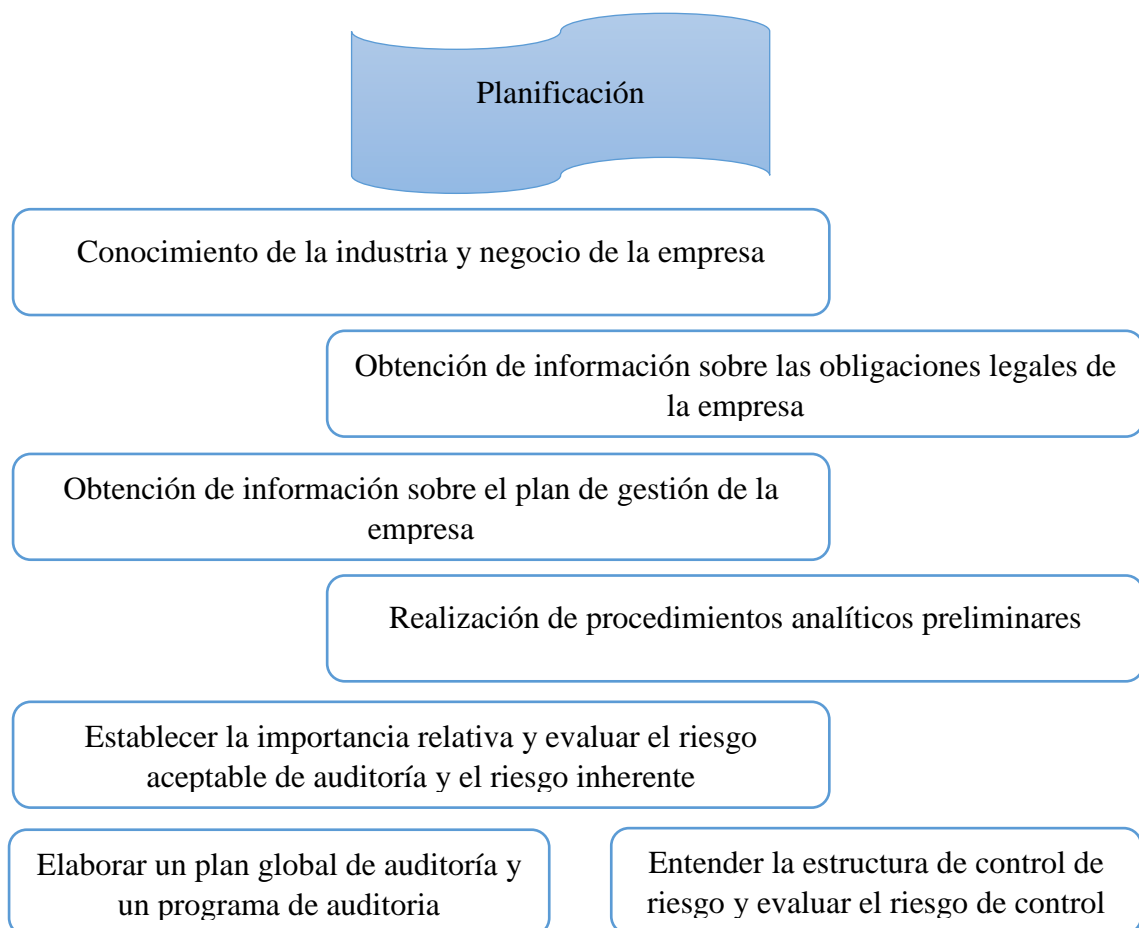 Planificación
Conocimiento de la industria y negocio de la empresa
Obtención de información sobre las obligaciones legales de
la empresa
Obtención de información sobre el plan de gestión de la
empresa
Realización de procedimientos analíticos preliminares
Establecer la importancia relativa y evaluar el riesgo
aceptable de auditoría y el riesgo inherente
Elaborar un plan global de auditoría y
un programa de auditoria
Entender la estructura de control de
riesgo y evaluar el riesgo de control